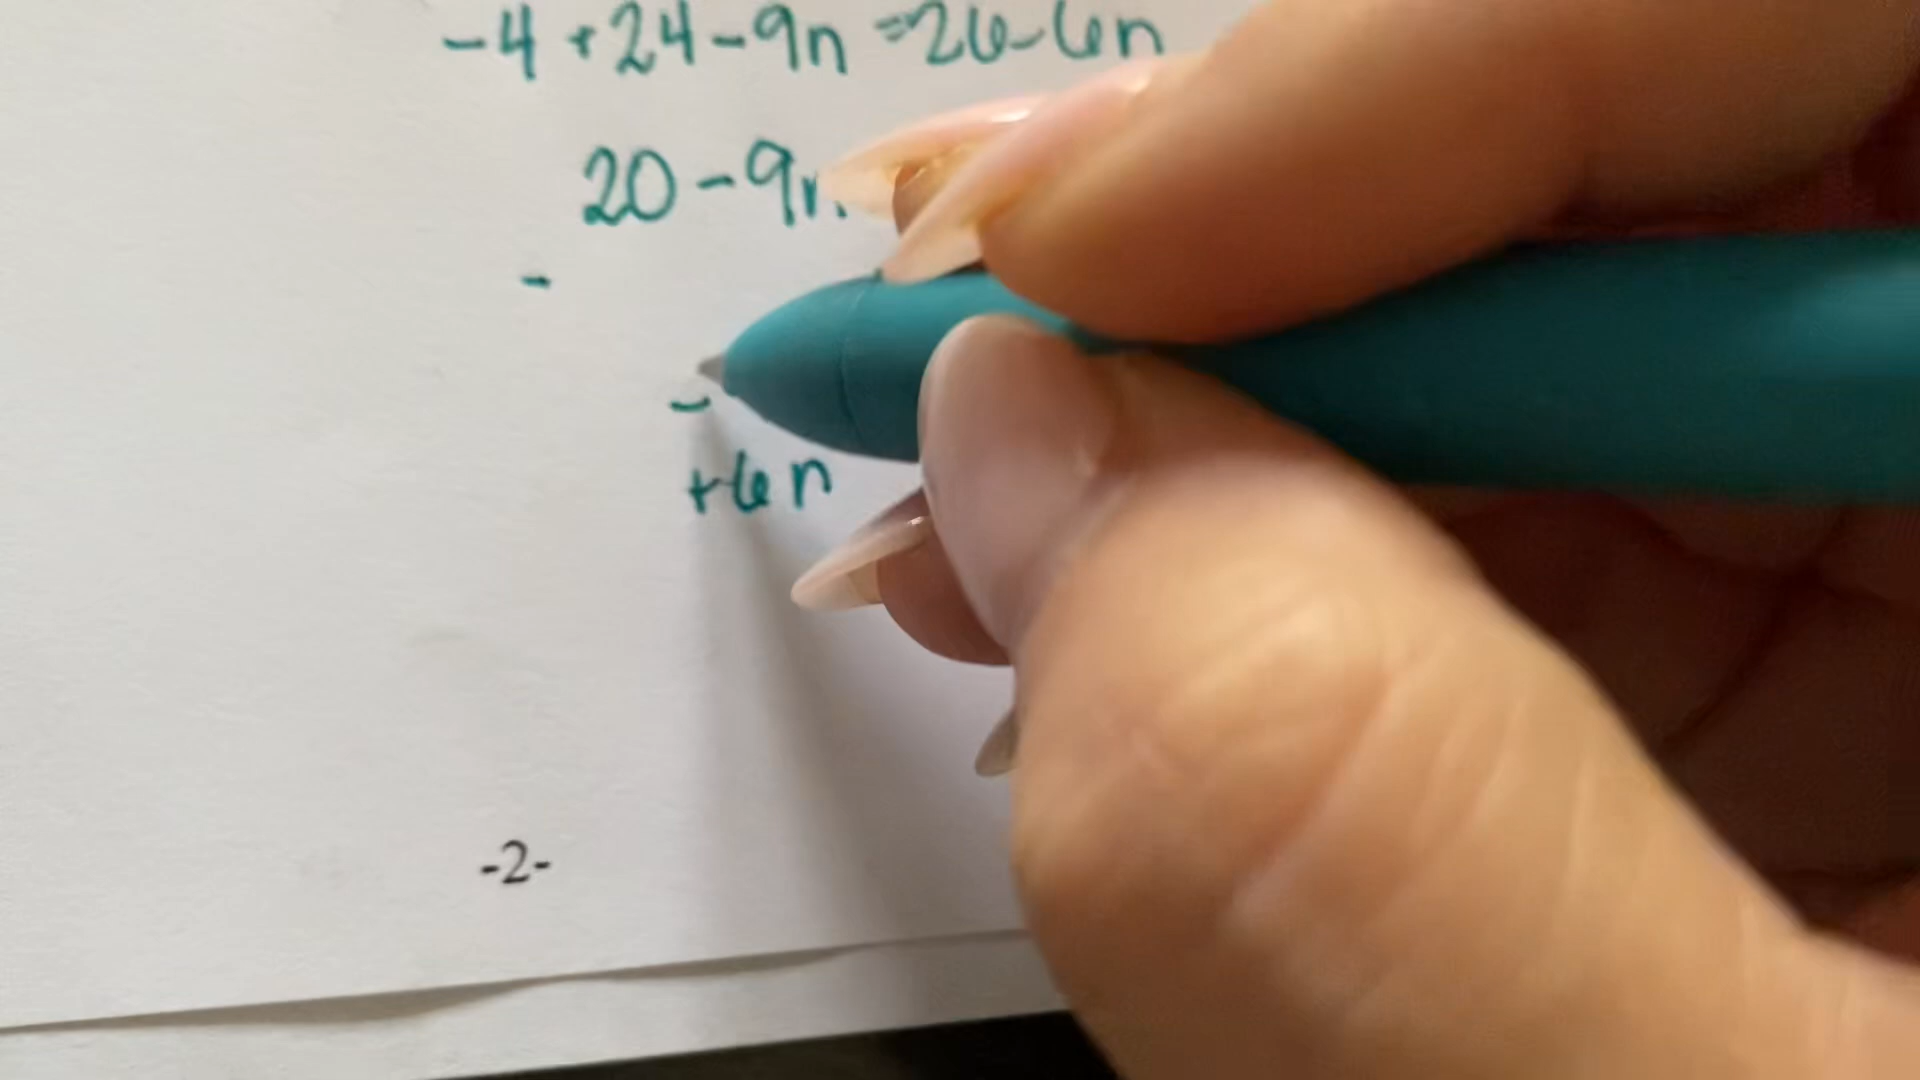 -4 +24-9n =26-6n
20-9n
-
-
+6n
-2-